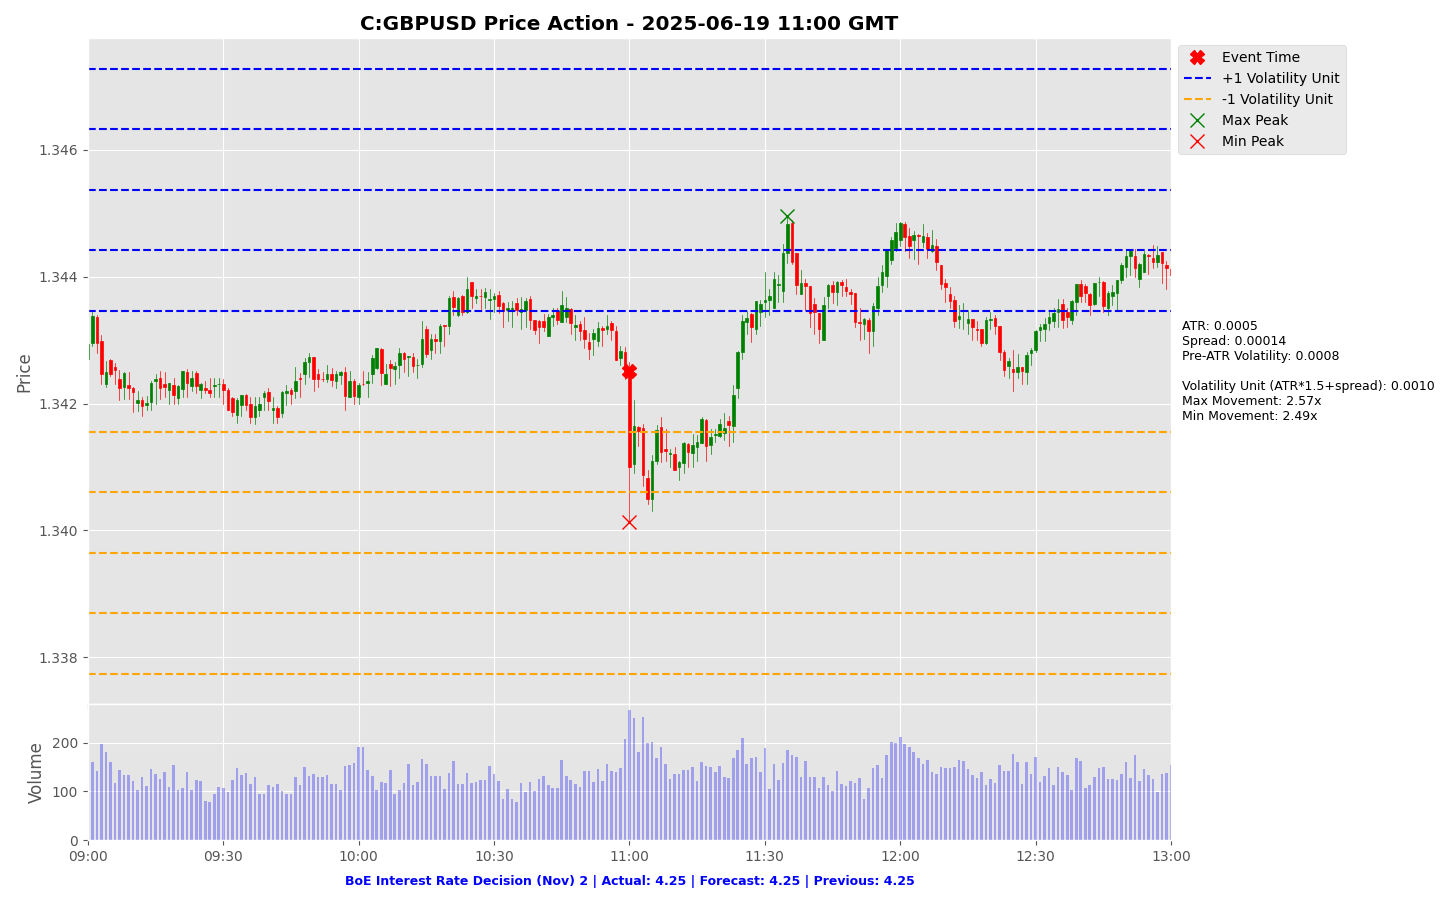 C:GBPUSD Price Action - 2025-06-19 11:00 GMT
Event Time
+1 Volatility Unit
-1 Volatility Unit
Max Peak
Min Peak
1.346
1.344
1.342
1.340
1.338
Price
ATR: 0.0005
Spread: 0.00014
Pre-ATR Volatility: 0.0008
Volatility Unit (ATR*1.5+spread): 0.0010
Max Movement: 2.57x
Min Movement: 2.49x
200
100
0
Volume
09:00 09:30 10:00 10:30 11:00 11:30 12:00 12:30 13:00
BoE Interest Rate Decision (Nov) 2 | Actual: 4.25 | Forecast: 4.25 | Previous: 4.25